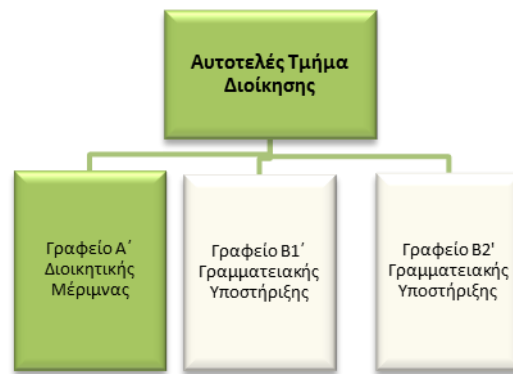 Αυτοτελές Τμήμα
Διοίκησης
Γραφείο Α΄
Διοικητικής
Μέριμνας
Γραφείο Β1΄
Γραμματειακής
Υποστήριξης
Γραφείο Β2'
Γραμματειακής
Υποστήριξης